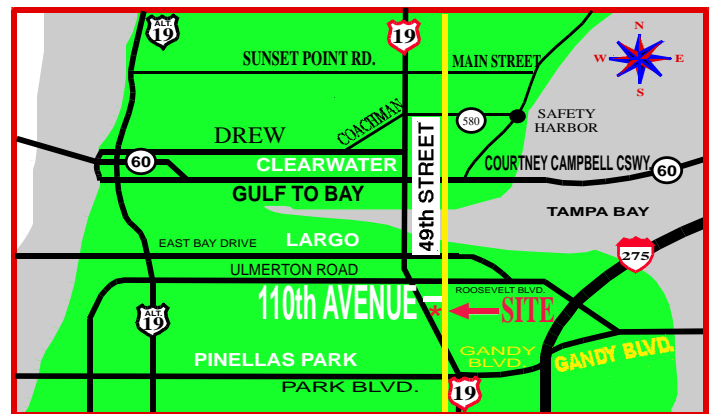 ALT.
19
19
N
W E
S
SUNSET POINT RD.
MAIN STREET
COACHMAN
580
SAFETY
HARBOR
DREW
49th STREET
60
CLEARWATER
COURTNEY CAMPBELL CSWY.
60
GULF TO BAY
TAMPA BAY
EAST BAY DRIVE
LARGO
275
ULMERTON ROAD
ROOSEVELT BLVD.
110th AVENUE
* SITE
ALT.
19
PINELLAS PARK
GANDY
BLVD.
GANDY BLVD.
PARK BLVD.
19